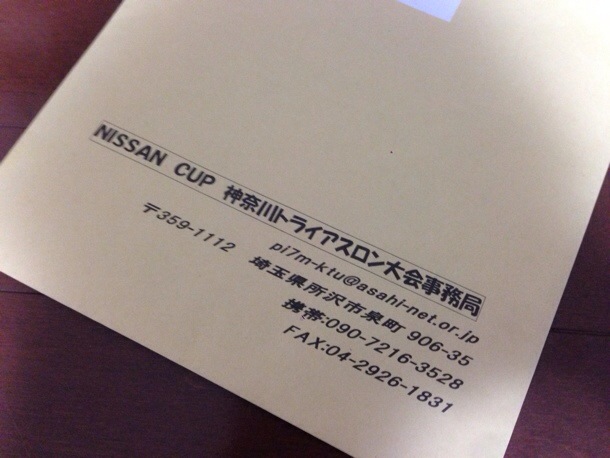 NISSAN CUP 神奈川トライアスロン大会事務局
pi7m-ktu@asahi-net.or.jp
〒359-1112 埼玉県所沢市泉町 906-35
携帯:090-7216-3528
FAX:04-2926-1831